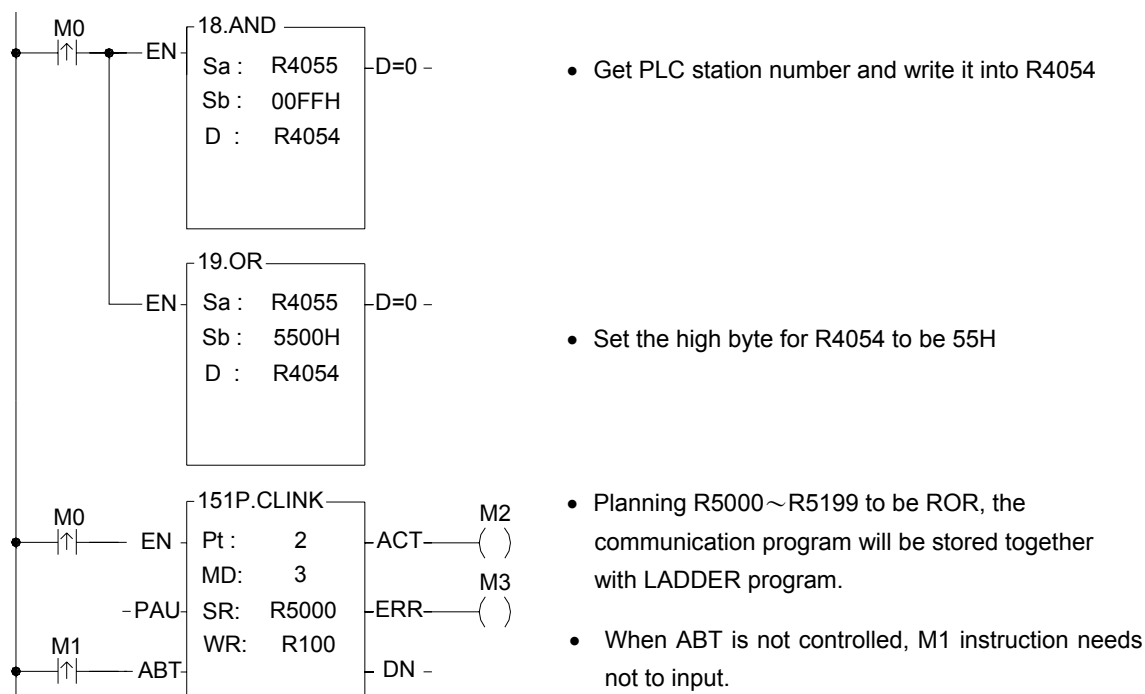 M0
EN
18.AND
Sa : R4055
Sb : 00FFH
D : R4054
D=0
• Get PLC station number and write it into R4054
EN
19.OR
Sa : R4055
Sb : 5500H
D : R4054
D=0
• Set the high byte for R4054 to be 55H
M0
EN
PAU
M1
ABT
151P.CLINK
Pt : 2
MD: 3
SR: R5000
WR: R100
ACT
M2
( )
ERR
M3
( )
DN
• Planning R5000～R5199 to be ROR, the
communication program will be stored together
with LADDER program.
• When ABT is not controlled, M1 instruction needs
not to input.